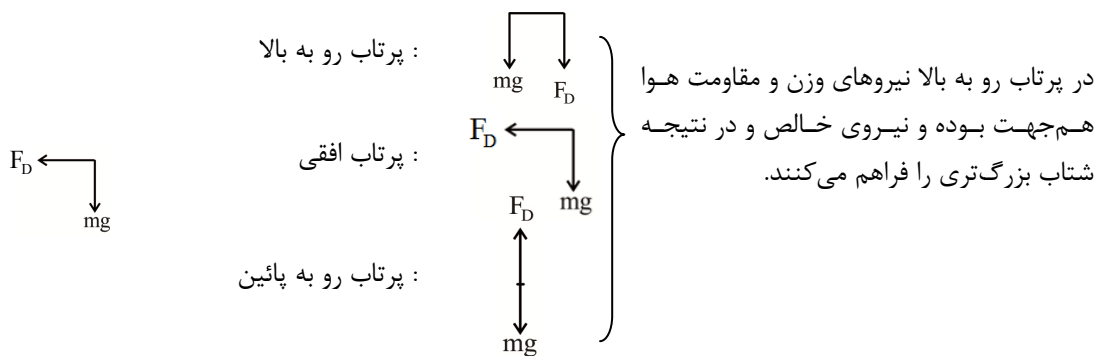 پرتاب رو به بالا :
mg F_D
در پرتاب رو به بالا نیروهای وزن و مقاومت هوا
هم‌جهت بوده و نیروی خالص و در نتیجه
شتاب بزرگ‌تری را فراهم می‌کنند.
پرتاب افقی :
F_D
mg
F_D
mg
پرتاب رو به پائین :
F_D
mg